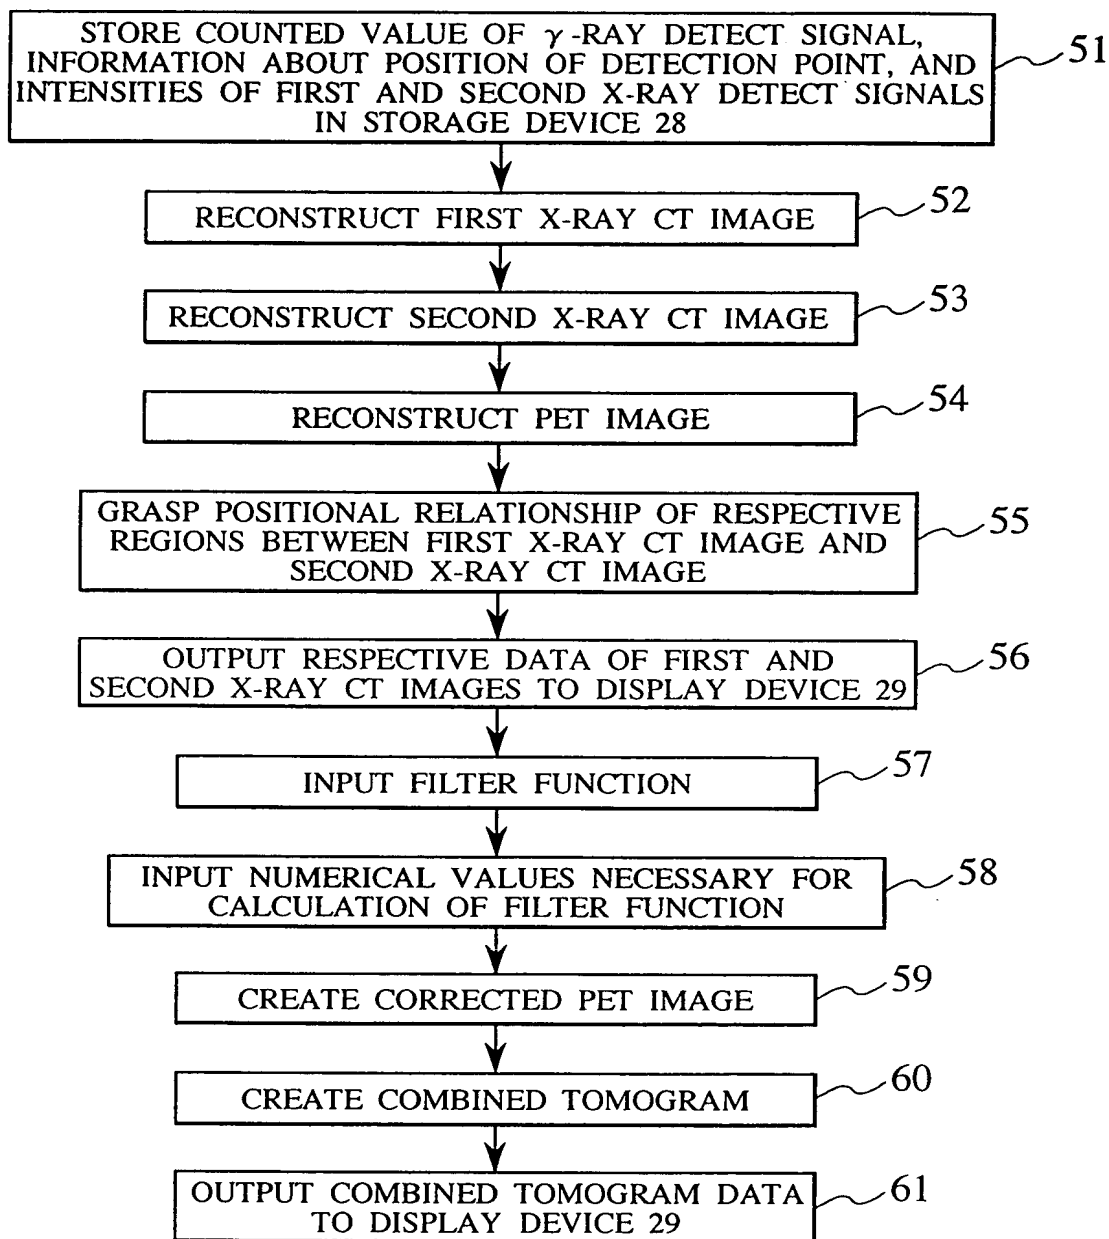 STORE COUNTED VALUE OF γ-RAY DETECT SIGNAL,
INFORMATION ABOUT POSITION OF DETECTION POINT, AND
INTENSITIES OF FIRST AND SECOND X-RAY DETECT SIGNALS
IN STORAGE DEVICE 28
51
RECONSTRUCT FIRST X-RAY CT IMAGE
52
RECONSTRUCT SECOND X-RAY CT IMAGE
53
RECONSTRUCT PET IMAGE
54
GRASP POSITIONAL RELATIONSHIP OF RESPECTIVE
REGIONS BETWEEN FIRST X-RAY CT IMAGE AND
SECOND X-RAY CT IMAGE
55
OUTPUT RESPECTIVE DATA OF FIRST AND
SECOND X-RAY CT IMAGES TO DISPLAY DEVICE 29
56
INPUT FILTER FUNCTION
57
INPUT NUMERICAL VALUES NECESSARY FOR
CALCULATION OF FILTER FUNCTION
58
CREATE CORRECTED PET IMAGE
59
CREATE COMBINED TOMOGRAM
60
OUTPUT COMBINED TOMOGRAM DATA
TO DISPLAY DEVICE 29
61